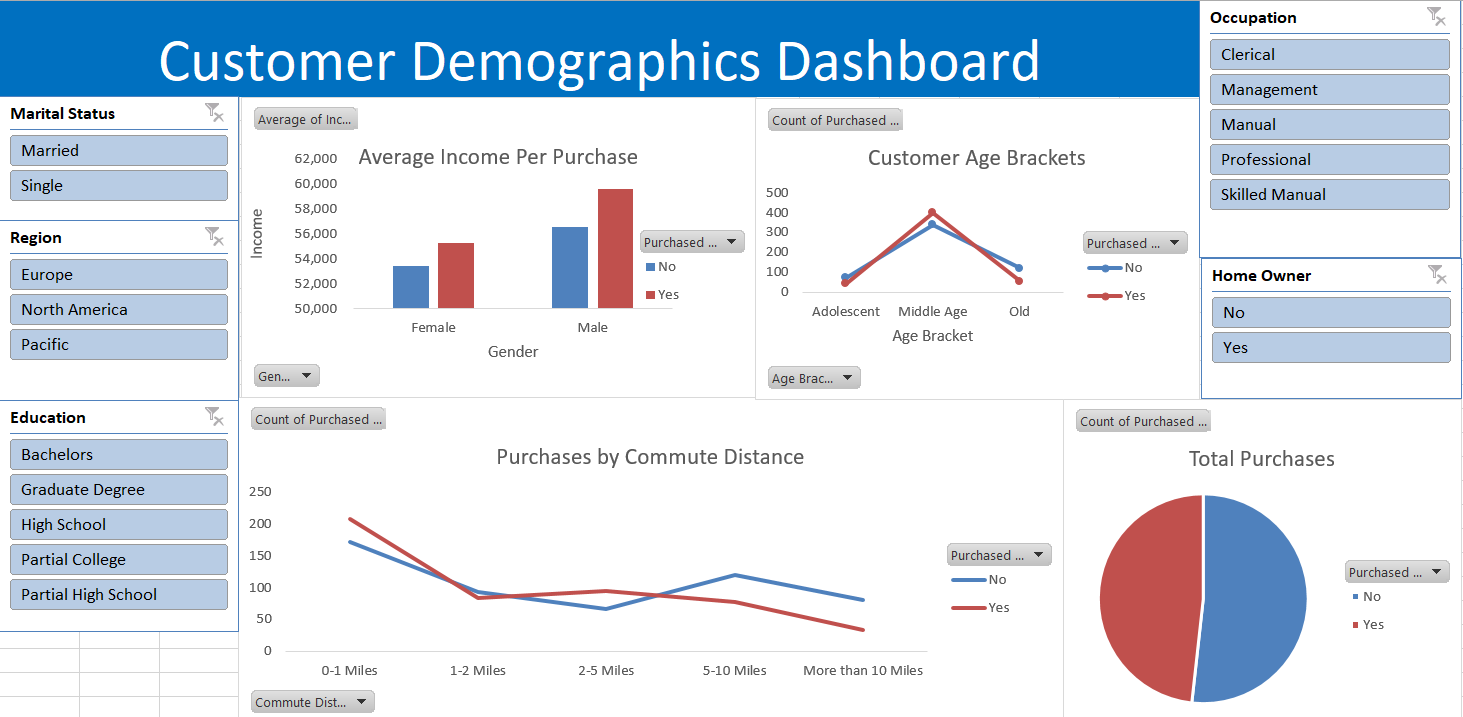 Customer Demographics Dashboard
Occupation
Clerical
Management
Manual
Professional
Skilled Manual
Marital Status
Married
Single
Region
Europe
North America
Pacific
Education
Bachelors
Graduate Degree
High School
Partial College
Partial High School
Home Owner
No
Yes
Average of Inc...
Average Income Per Purchase
62,000
60,000
58,000
56,000
54,000
52,000
50,000
Income
Female
Male
Gender
Purchased ...
No
Yes
Gen...
Count of Purchased ...
Customer Age Brackets
500
400
300
200
100
0
Adolescent
Middle Age
Old
Age Bracket
Purchased ...
No
Yes
Age Brac...
Count of Purchased ...
Purchases by Commute Distance
250
200
150
100
50
0
0-1 Miles
1-2 Miles
2-5 Miles
5-10 Miles
More than 10 Miles
Purchased ...
No
Yes
Commute Dist...
Count of Purchased ...
Total Purchases
Purchased ...
No
Yes